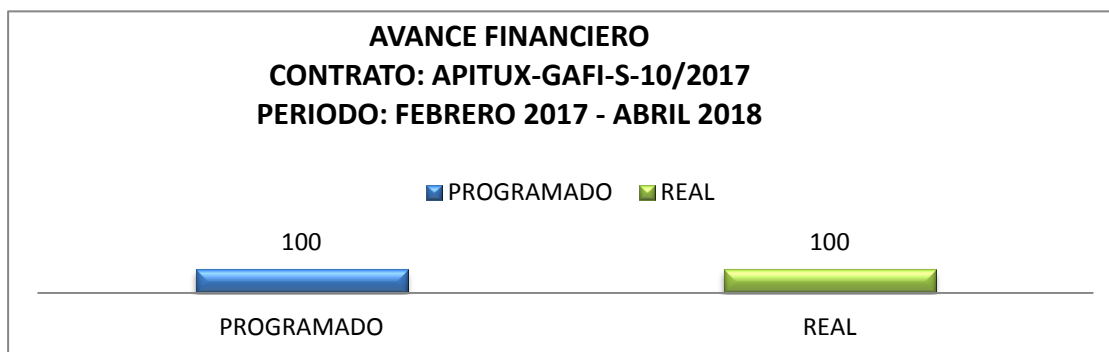 AVANCE FINANCIERO
CONTRATO: APITUX-GAFI-S-10/2017
PERIODO: FEBRERO 2017 - ABRIL 2018
PROGRAMADO REAL
100 100
PROGRAMADO REAL